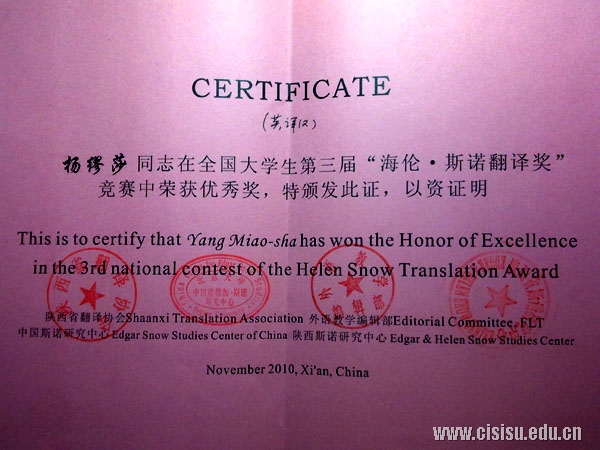 CERTIFICATE
(英译汉)
杨缪莎 同志在全国大学生第三届“海伦·斯诺翻译奖”
竞赛中荣获优秀奖，特颁发此证，以资证明
This is to certify that Yang Miao-sha has won the Honor of Excellence
in the 3rd national contest of the Helen Snow Translation Award
陕西省翻译协会Shaanxi Translation Association 外语教学编辑部Editorial Committee, FLT
中国斯诺研究中心 Edgar Snow Studies Center of China 陕西斯诺研究中心 Edgar & Helen Snow Studies Center
November 2010, Xi'an, China
www.cisisu.edu.cn